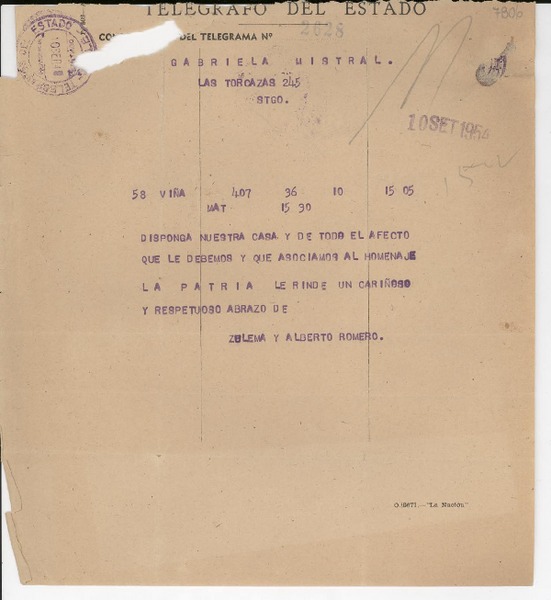 TELEGRAFO DEL ESTADO
7806
DEL TELEGRAMA Nº 2628
GABRIELA MISTRAL.
LAS TORCAZAS 245
STGO.
10 SET 1954
58 VIÑA 407 36 10 15 05
MAT 15 30
DISPONGA NUESTRA CASA Y DE TODO EL AFECTO
QUE LE DEBEMOS Y QUE ASOCIAMOS AL HOMENAJE
LA PATRIA LE RINDE UN CARIÑOSO
Y RESPETUOSO ABRAZO DE
ZULEMA Y ALBERTO ROMERO.
"La Nación"